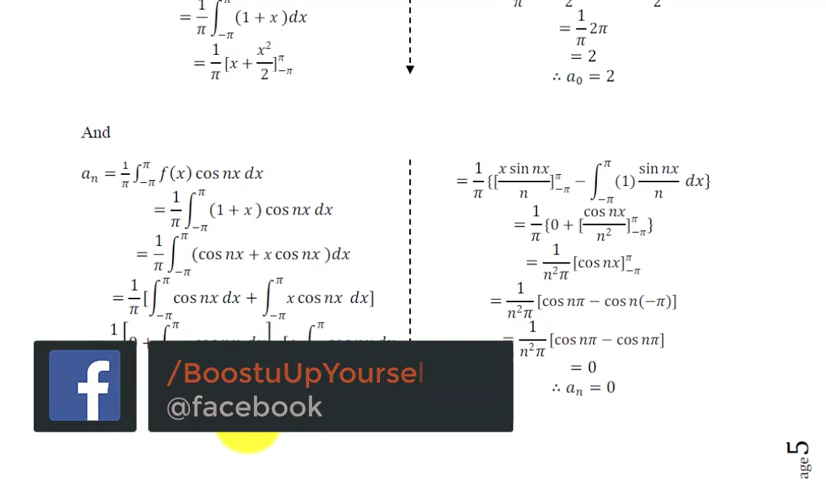 = 1/π ∫_{-π}^{π} (1 + x)dx
= 1/π [x + x²/2]_{-π}^{π}
= 1/π 2π
= 2
∴ a₀ = 2
And
aₙ = 1/π ∫_{-π}^{π} f(x) cos nx dx
= 1/π ∫_{-π}^{π} (1 + x) cos nx dx
= 1/π ∫_{-π}^{π} (cos nx + x cos nx)dx
= 1/π [∫_{-π}^{π} cos nx dx + ∫_{-π}^{π} x cos nx dx]
= 1/π {[x sin nx/n]_{-π}^{π} − ∫_{-π}^{π} (1) sin nx/n dx}
= 1/π {0 + [cos nx/n²]_{-π}^{π}}
= 1/n²π [cos nx]_{-π}^{π}
= 1/n²π [cos nπ − cos n(−π)]
= 1/n²π [cos nπ − cos nπ]
= 0
∴ aₙ = 0
/BoostuUpYoursel
@facebook
age 5